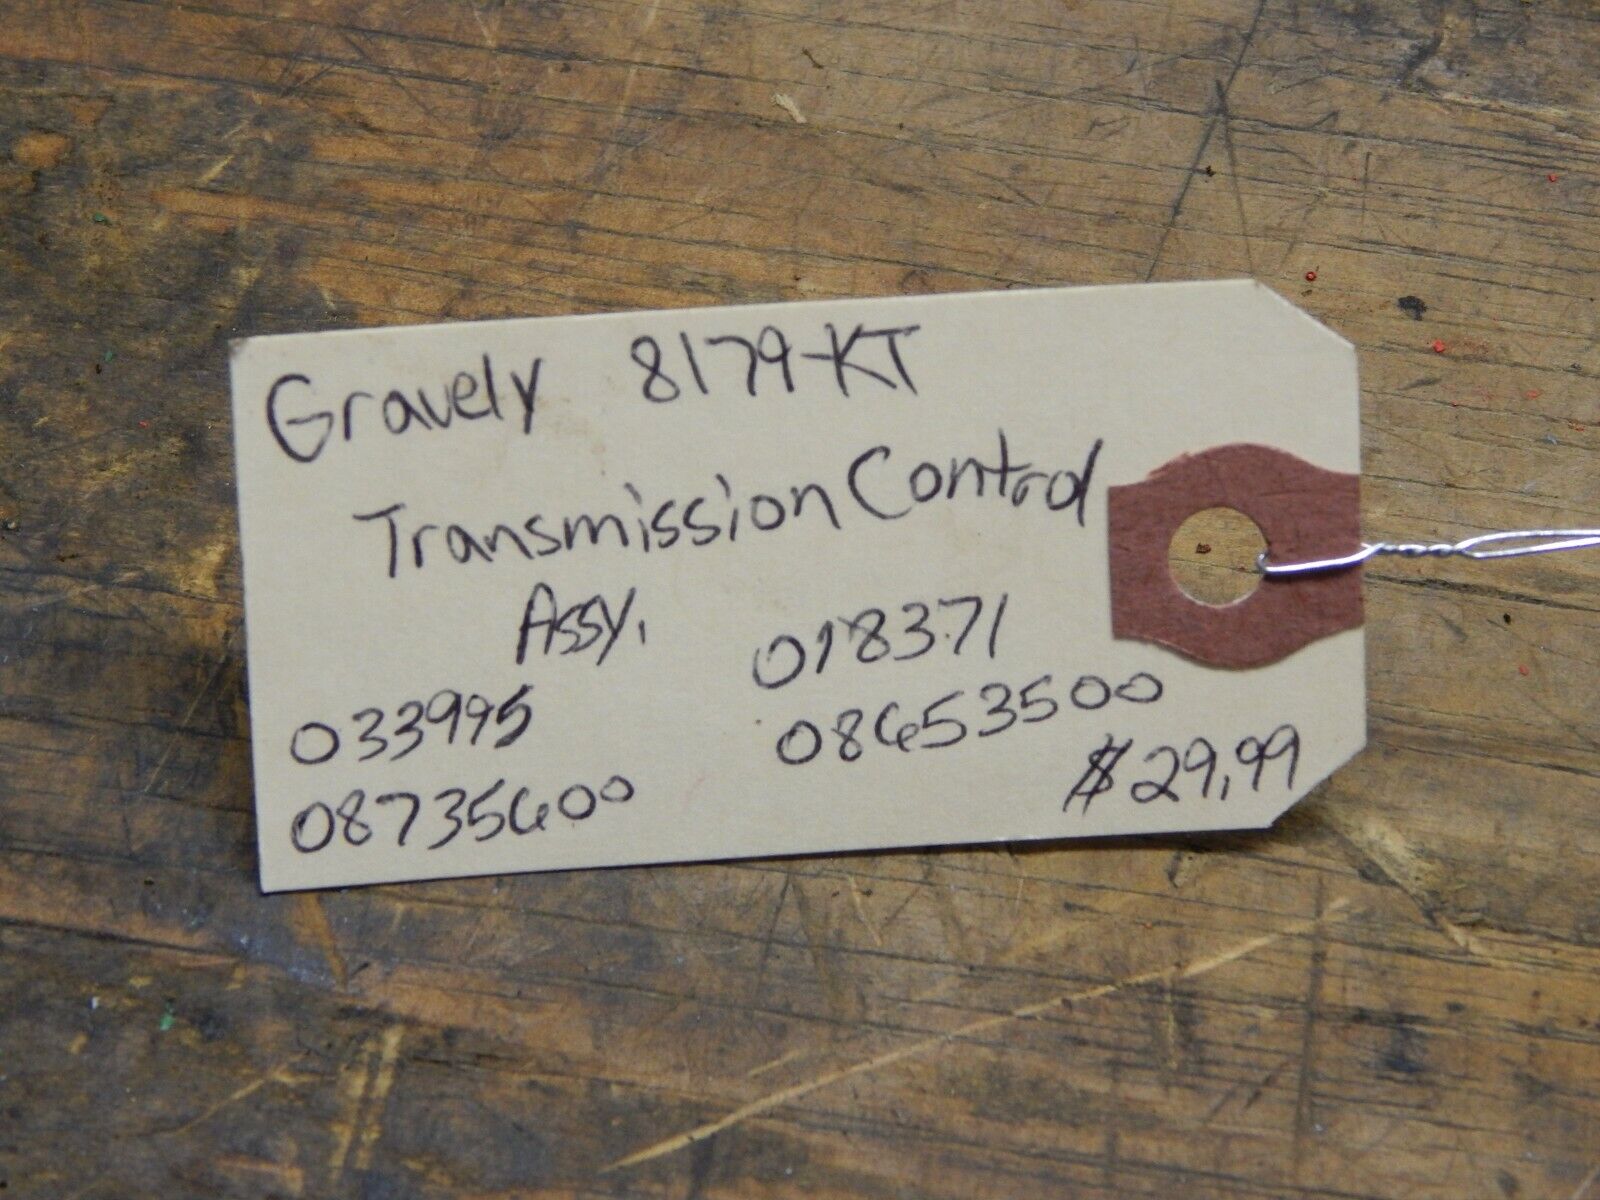 Gravely 8179-KT
Transmission Control
Assy.
018371
033995
08653500
08735600
$29.99